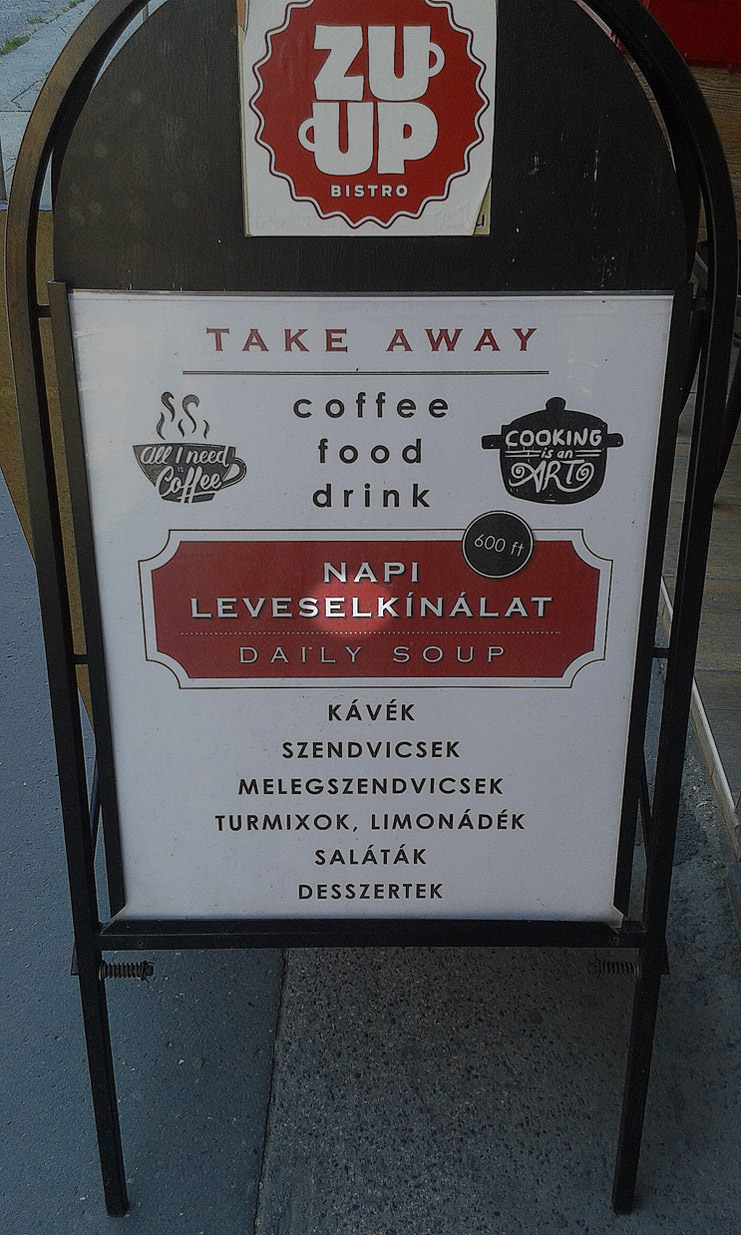 ZU
UP
BISTRO
TAKE AWAY
coffee
food
drink
All I need
is
Coffee
COOKING
is an
ART
600 ft
NAPI
LEVESELKÍNÁLAT
DAILY SOUP
KÁVÉK
SZENDVICSEK
MELEGSZENDVICSEK
TURMIXOK, LIMONÁDÉK
SALÁTÁK
DESSZERTEK